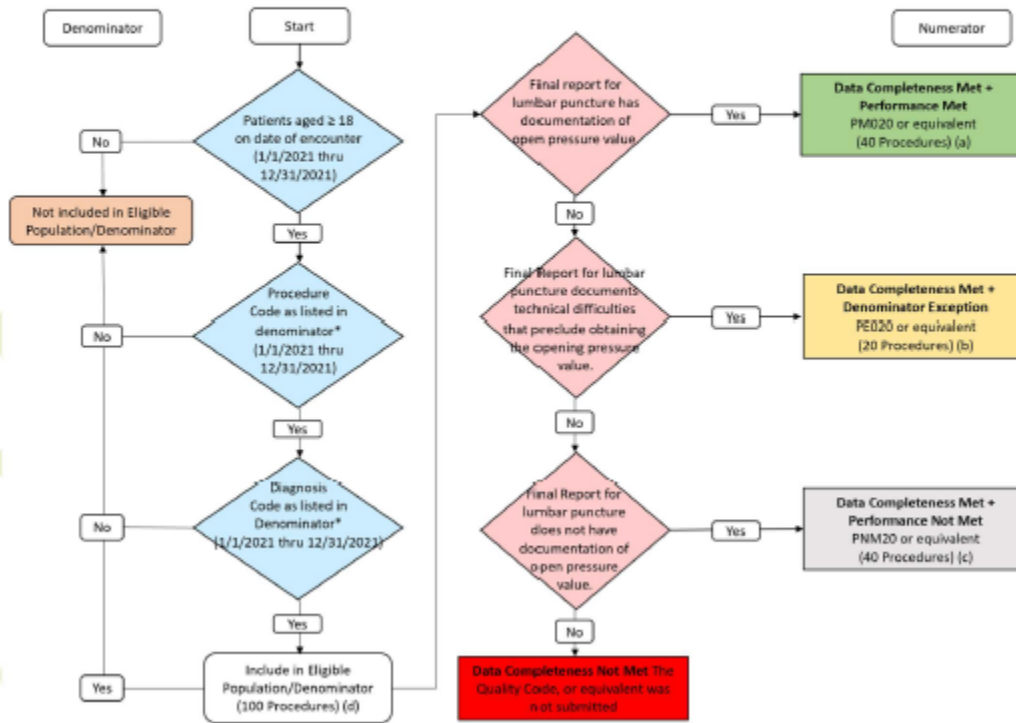 Denominator
Start
Numerator
Patients aged ≥ 18
on date of encounter
(1/1/2021 thru
12/31/2021)
No
Not included in Eligible
Population/Denominator
Yes
Procedure
Code as listed in
denominator*
(1/1/2021 thru
12/31/2021)
No
Yes
Diagnosis
Code as listed in
Denominator*
(1/1/2021 thru 12/31/2021)
No
Yes
Include in Eligible
Population/Denominator
(100 Procedures) (d)
Yes
Final report for
lumbar puncture has
documentation of
open pressure value
Yes
Data Completeness Met +
Performance Met
PM020 or equivalent
(40 Procedures) (a)
No
Final Report for lumbar
puncture documents
technical difficulties
that preclude obtaining
the opening pressure
value.
Yes
Data Completeness Met +
Denominator Exception
PE020 or equivalent
(20 Procedures) (b)
No
Final Report for
lumbar puncture
does not have
documentation of
open pressure
value.
Yes
Data Completeness Met +
Performance Not Met
PNM20 or equivalent
(40 Procedures) (c)
No
Data Completeness Not Met The
Quality Code, or equivalent was
not submitted